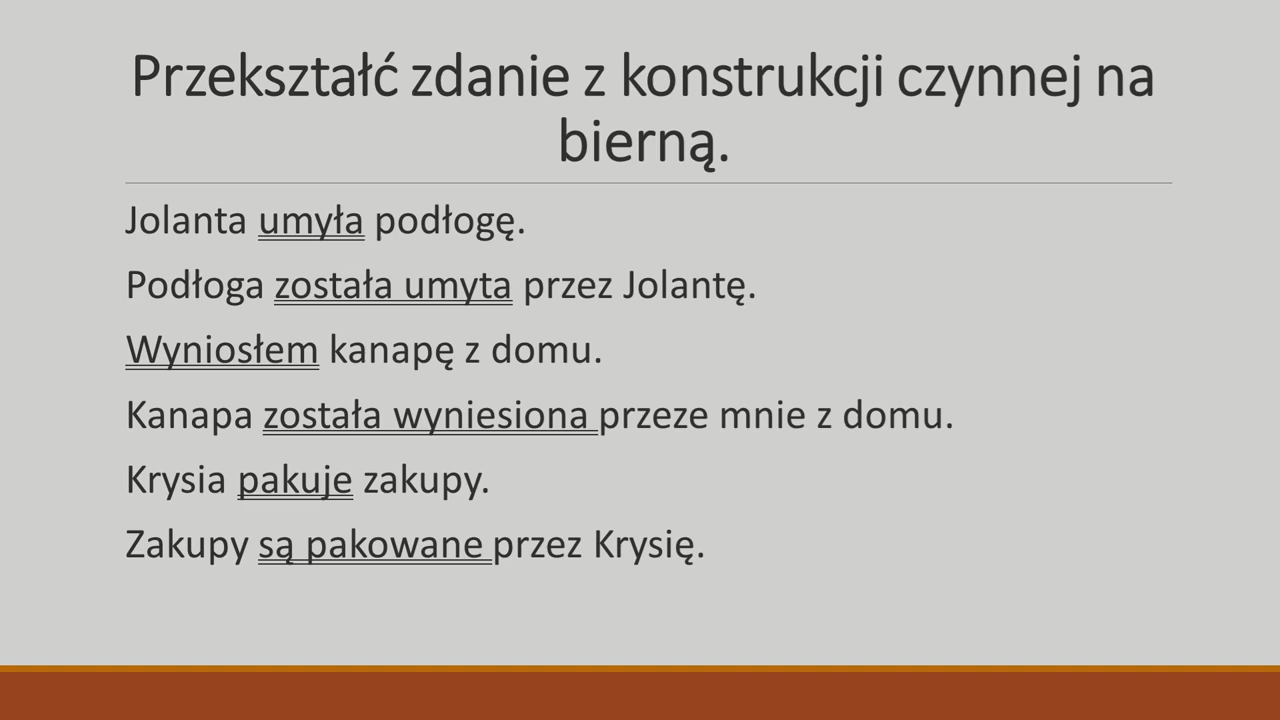 Przekształć zdanie z konstrukcji czynnej na
bierną.
Jolanta umyła podłogę.
Podłoga została umyta przez Jolantę.
Wyniosłem kanapę z domu.
Kanapa została wyniesiona przeze mnie z domu.
Krysia pakuje zakupy.
Zakupy są pakowane przez Krysię.